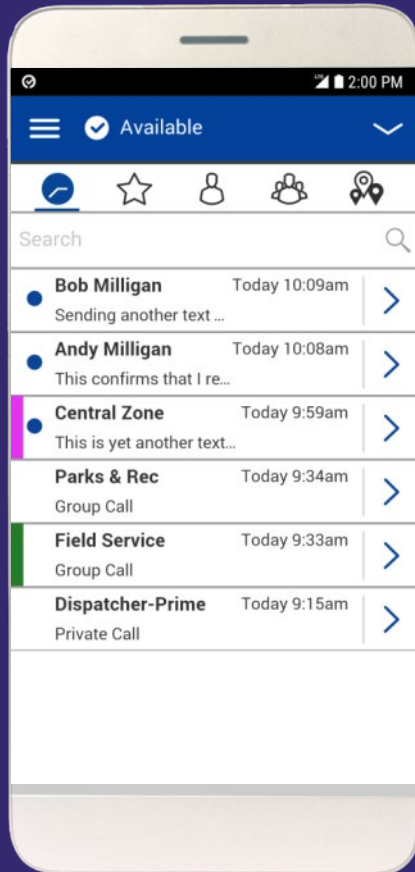 LTE 2:00 PM
Available
Search
Bob Milligan Today 10:09am
Sending another text ...
Andy Milligan Today 10:08am
This confirms that I re...
Central Zone Today 9:59am
This is yet another text...
Parks & Rec Today 9:34am
Group Call
Field Service Today 9:33am
Group Call
Dispatcher-Prime Today 9:15am
Private Call